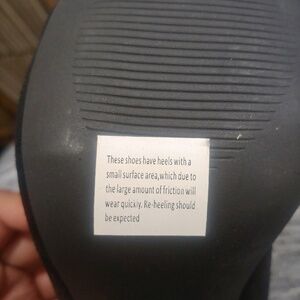 These shoes have heels with a
small surface area,which due to
the large amount of friction will
wear quickly. Re-heeling should
be expected